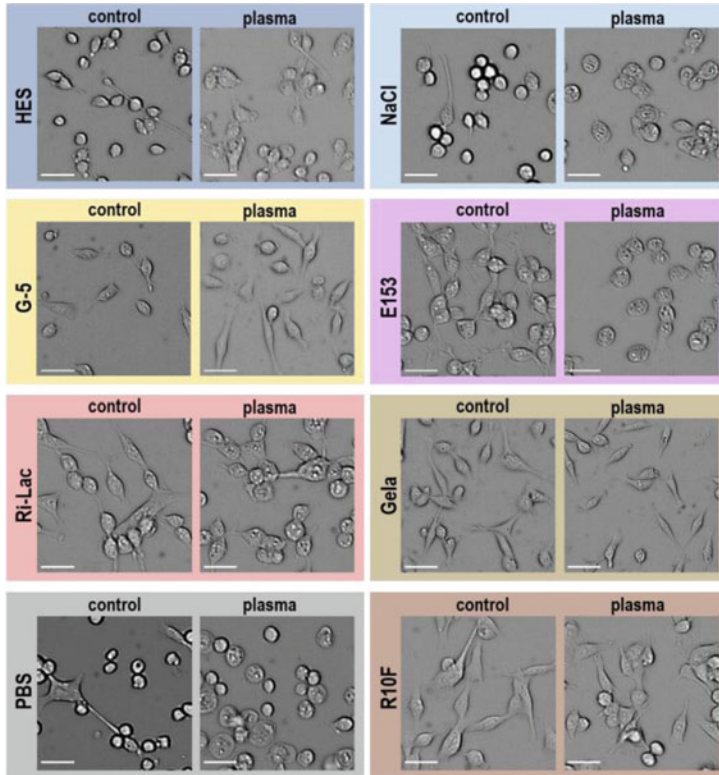 control plasma
HES
control plasma
NaCl
control plasma
G-5
control plasma
E153
control plasma
Ri-Lac
control plasma
Gela
control plasma
PBS
control plasma
R10F